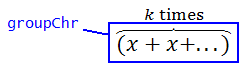 k times
groupChr
(x + x+...)